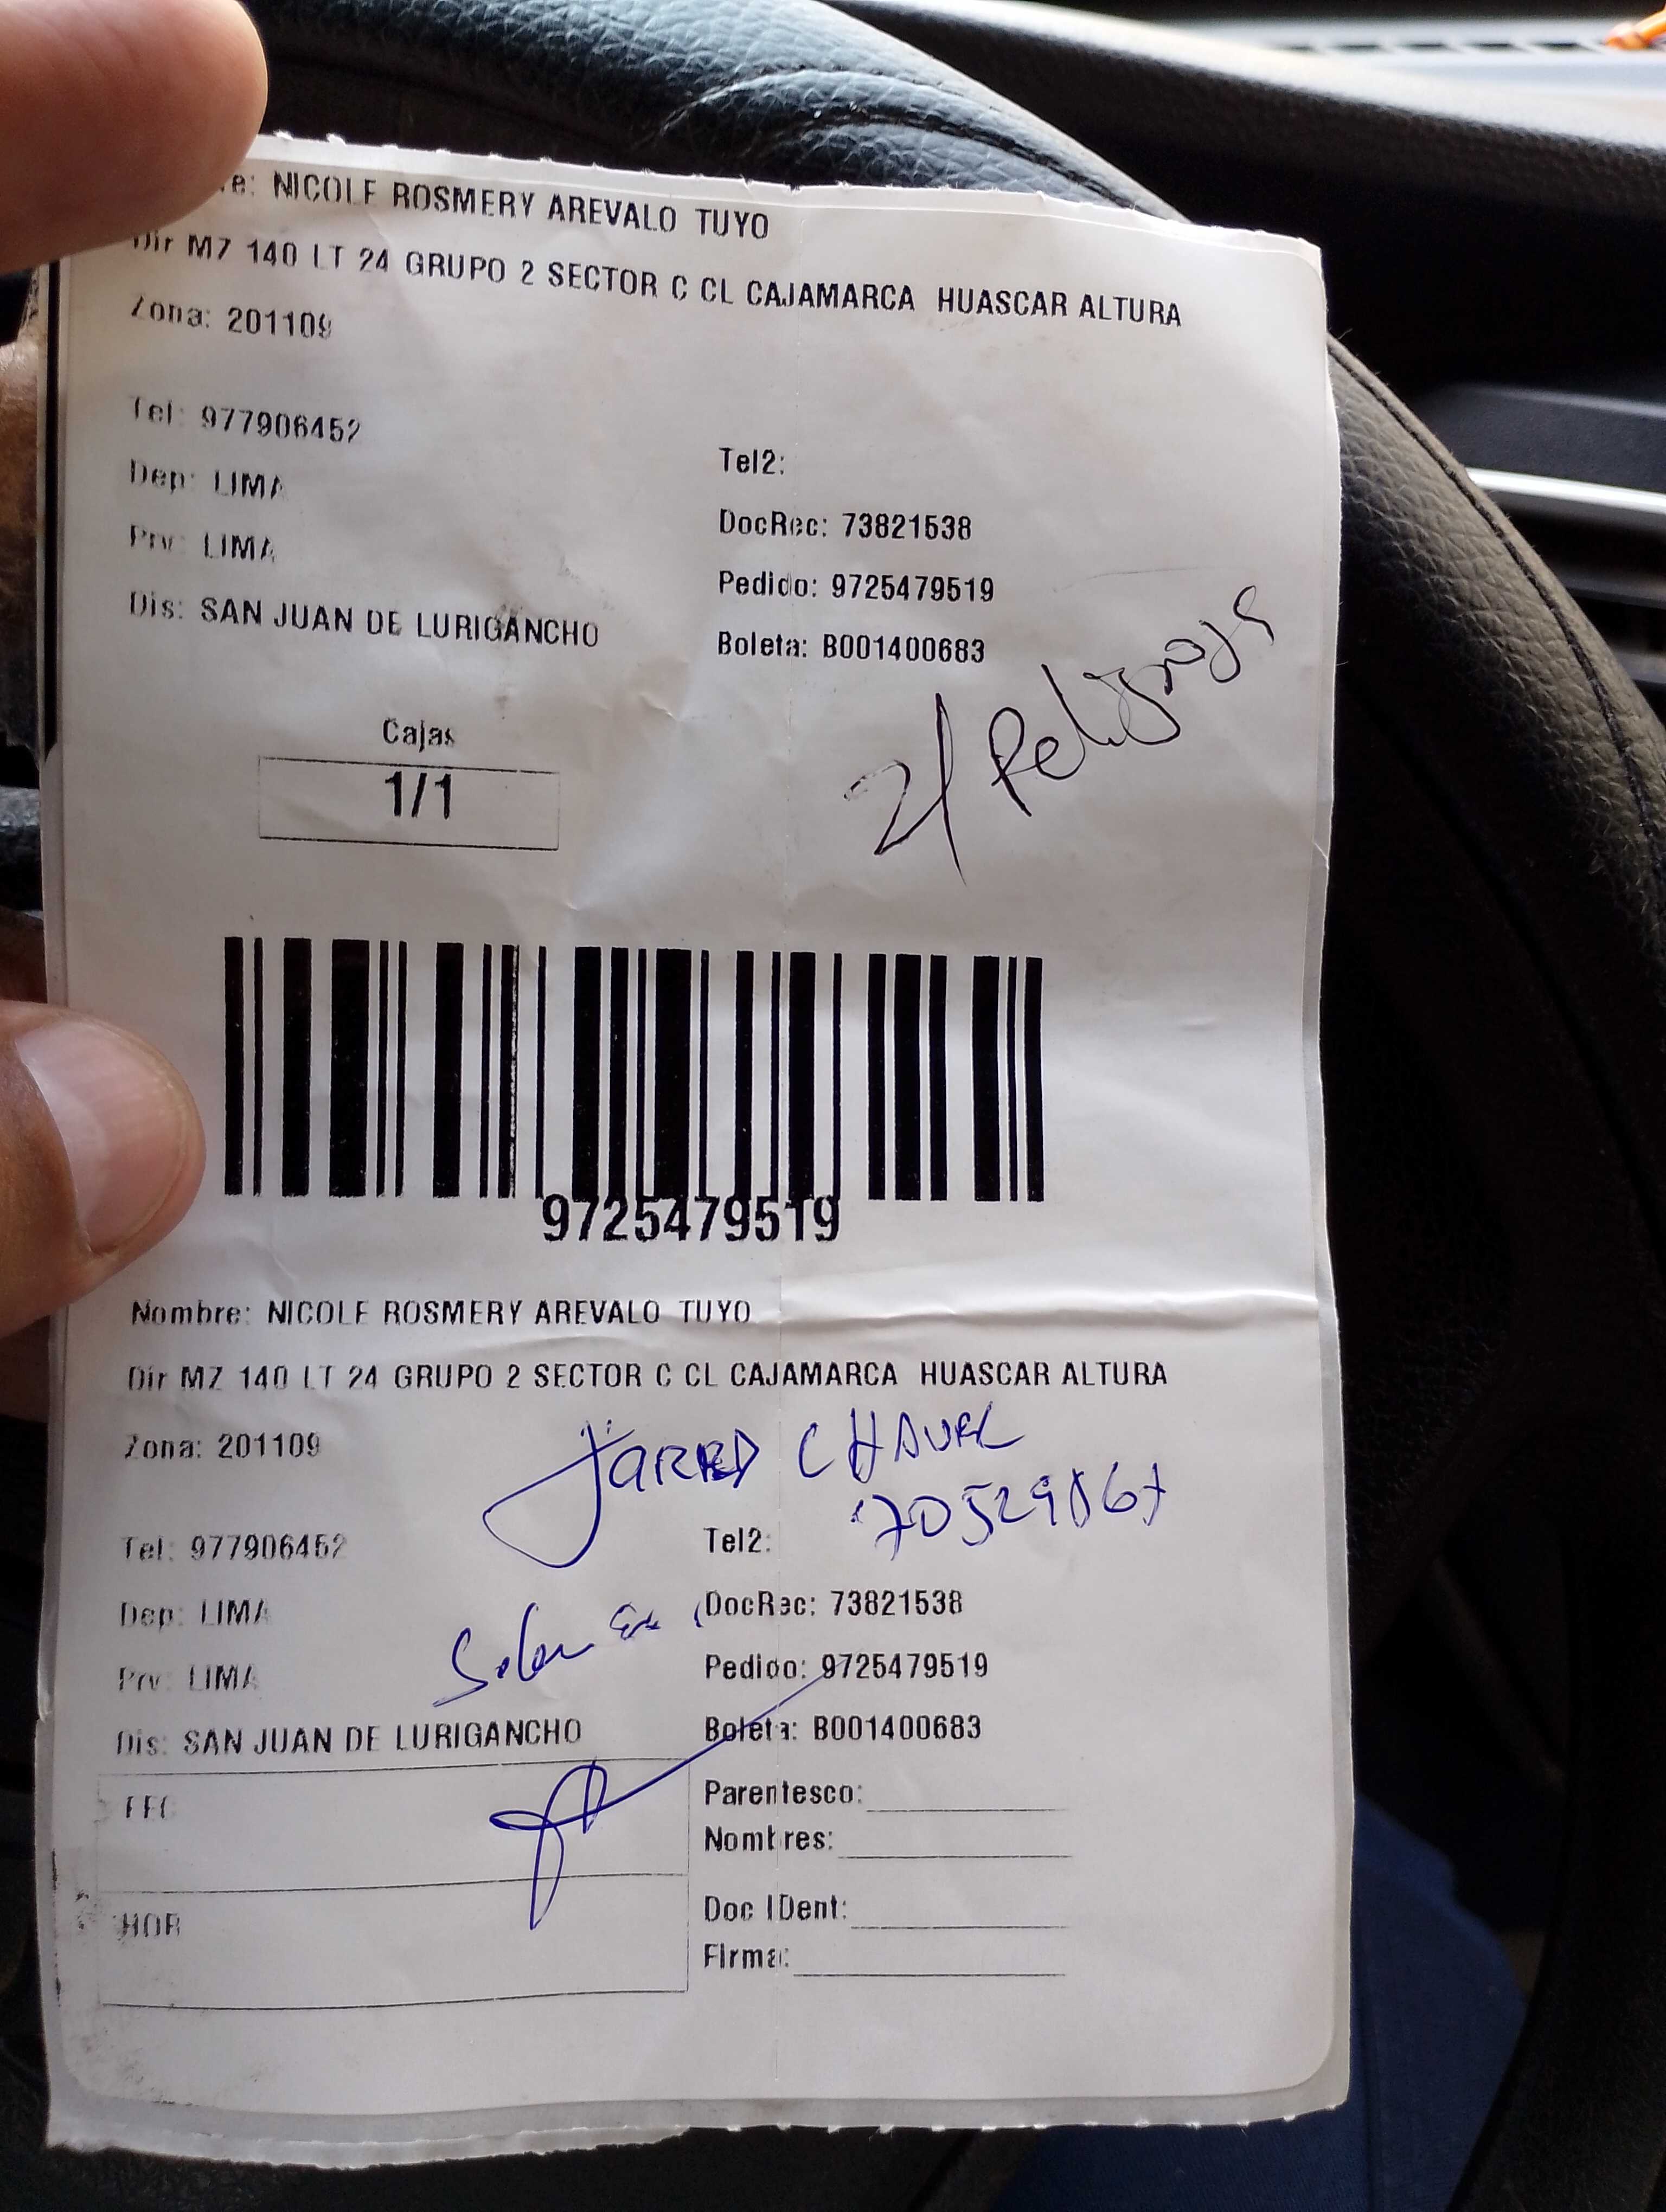 e: NICOLE ROSMERY AREVALO TUYO
Dir MZ 140 LT 24 GRUPO 2 SECTOR C CL CAJAMARCA HUASCAR ALTURA
Zona: 201109
Tel: 977906452
Tel2:
Dep: LIMA
DocRec: 73821538
Prv: LIMA
Pedido: 9725479519
Dis: SAN JUAN DE LURIGANCHO
Boleta: B001400683
Cajas
1/1
9725479519
Nombre: NICOLE ROSMERY AREVALO TUYO
Dir MZ 140 LT 24 GRUPO 2 SECTOR C CL CAJAMARCA HUASCAR ALTURA
JARED
Zona: 201109
Tel: 977906452
Tel2:
Dep: LIMA
DocRec: 73821538
Prv: LIMA
Pedido: 9725479519
Dis: SAN JUAN DE LURIGANCHO
Boleta: B001400683
FEC
Parentesco:
Nombres:
HOR
Doc IDent:
Firma: